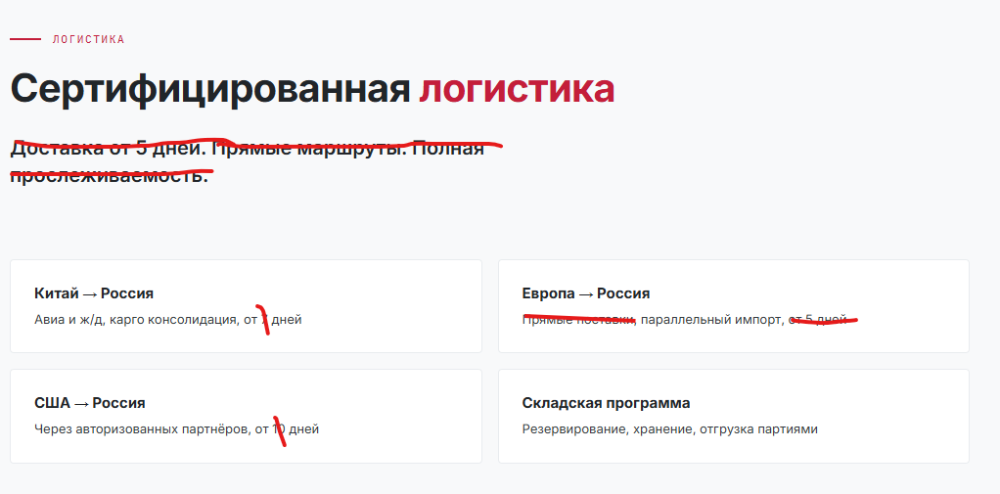 ЛОГИСТИКА
Сертифицированная логистика
Доставка от 5 дней. Прямые маршруты. Полная
прослеживаемость.
Китай → Россия
Авиа и ж/д, карго консолидация, от 7 дней
Европа → Россия
Прямые поставки, параллельный импорт, от 5 дней
США → Россия
Через авторизованных партнёров, от 10 дней
Складская программа
Резервирование, хранение, отгрузка партиями